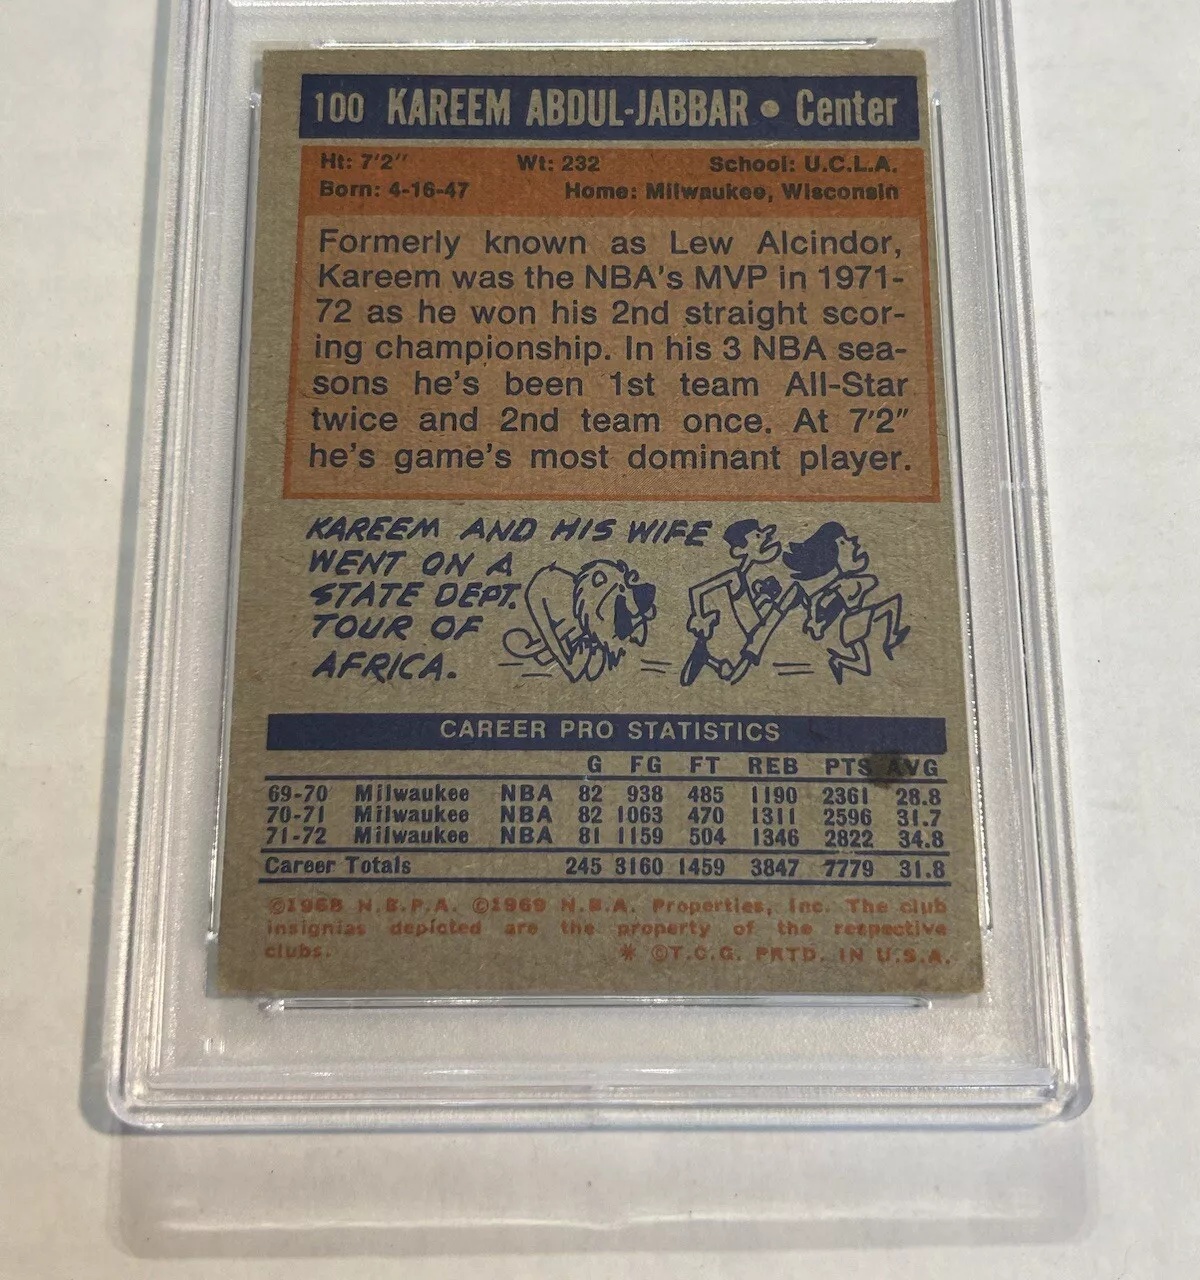 100 KAREEM ABDUL-JABBAR • Center
Ht: 7'2" Wt: 232 School: U.C.L.A.
Born: 4-16-47 Home: Milwaukee, Wisconsin
Formerly known as Lew Alcindor,
Kareem was the NBA's MVP in 1971-
72 as he won his 2nd straight scor-
ing championship. In his 3 NBA sea-
sons he's been 1st team All-Star
twice and 2nd team once. At 7'2"
he's game's most dominant player.
KAREEM AND HIS WIFE
WENT ON A
STATE DEPT.
TOUR OF
AFRICA.
CAREER PRO STATISTICS
G FG FT REB PTS AVG
69-70 Milwaukee NBA 82 938 485 1190 2361 28.8
70-71 Milwaukee NBA 82 1063 470 1311 2596 31.7
71-72 Milwaukee NBA 81 1159 504 1346 2822 34.8
Career Totals 245 3160 1459 3847 7779 31.8
©1968 N.B.P.A. ©1969 N.B.A. Properties, Inc. The club
insignias depicted are the property of the respective
clubs. * ©T.C.G. PRTD. IN U.S.A.